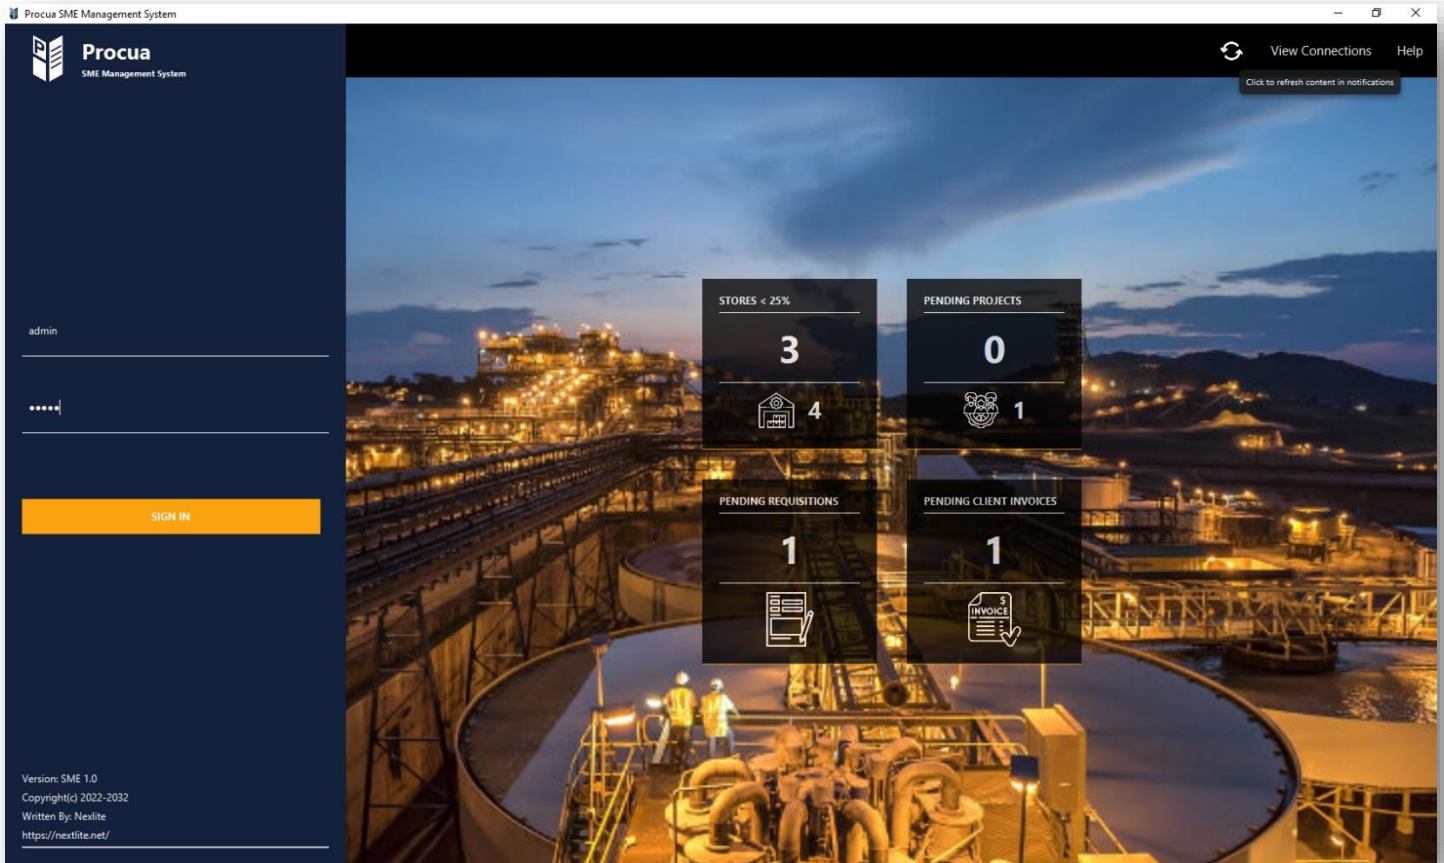 Procua SME Management System
Procua
SME Management System
View Connections
Help
Click to refresh content in notifications
admin
•••••
SIGN IN
STORES < 25%
3
4
PENDING PROJECTS
0
1
PENDING REQUISITIONS
1
PENDING CLIENT INVOICES
1
$
INVOICE
Version: SME 1.0
Copyright(c) 2022-2032
Written By: Nexlite
https://nextlite.net/